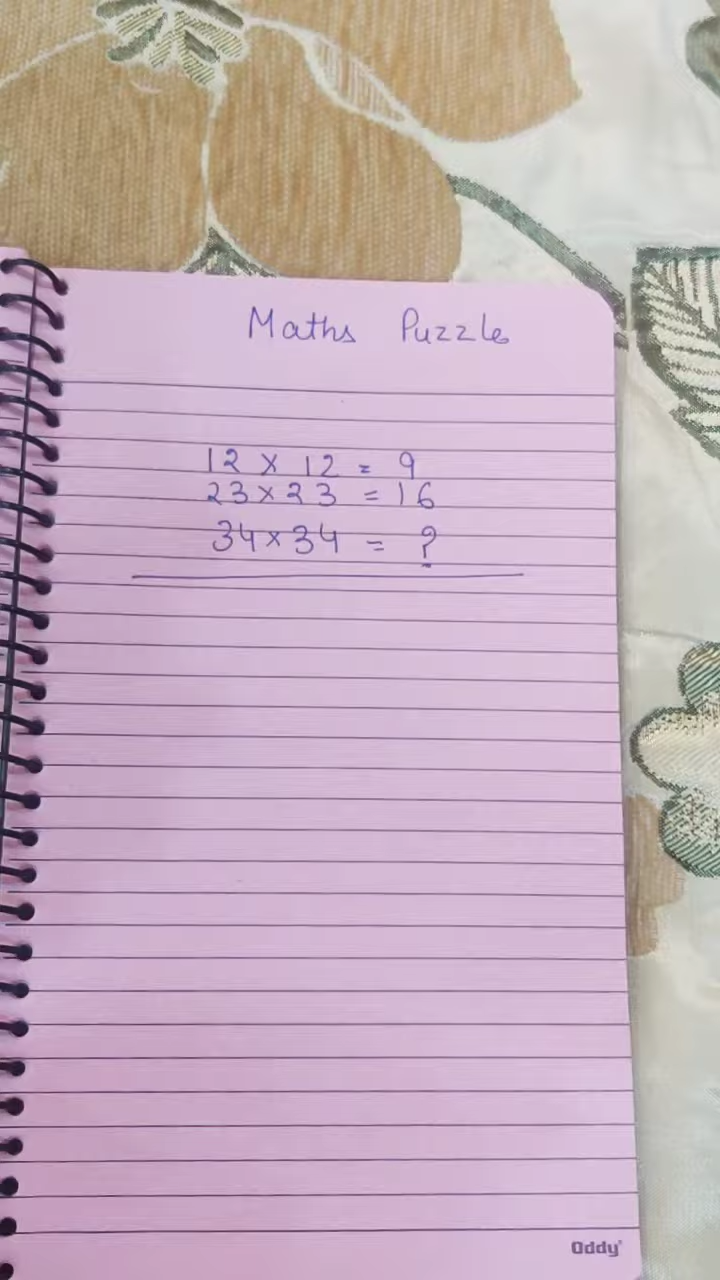 Maths Puzzle
12 × 12 = 9
23 × 23 = 16
34 × 34 = ?
Oddy